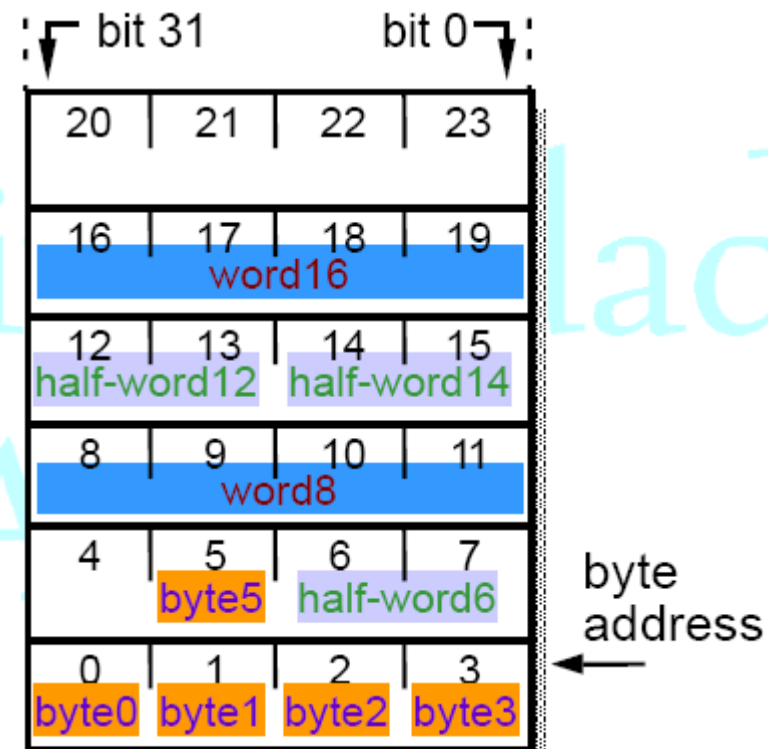 bit 31 bit 0
20 21 22 23
16 17 18 19
word16
12 13 14 15
half-word12 half-word14
8 9 10 11
word8
4 5 6 7
byte5 half-word6
byte
address
0 1 2 3
byte0 byte1 byte2 byte3